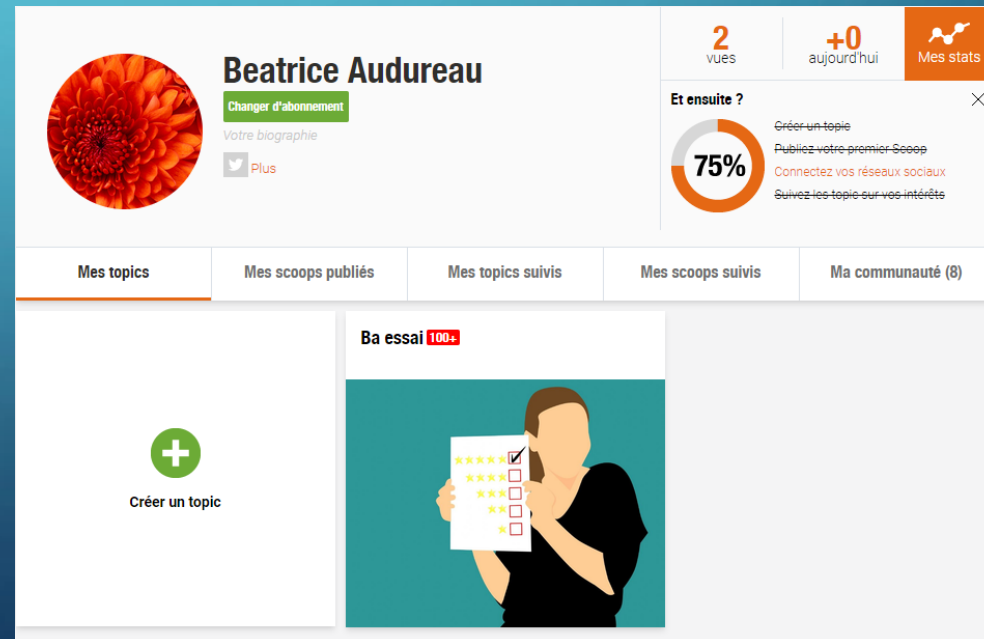 Beatrice Audureau
Changer d'abonnement
Votre biographie
Plus
2
vues
+0
aujourd'hui
Mes stats
Et ensuite ?
75%
Créer un topic
Publiez votre premier Scoop
Connectez vos réseaux sociaux
Suivez les topic sur vos intérêts
Mes topics
Mes scoops publiés
Mes topics suivis
Mes scoops suivis
Ma communauté (8)
Créer un topic
Ba essai 100+